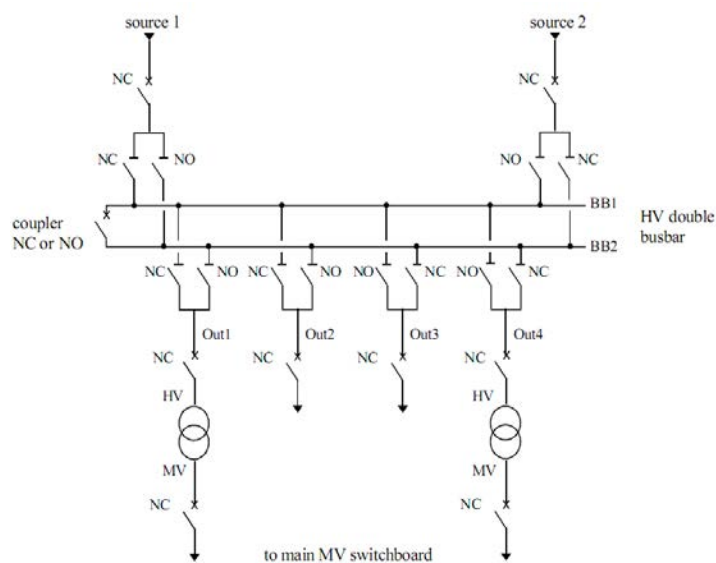 source 1
source 2
NC
NC
NC
NO
NO
NC
BB1
HV double
busbar
coupler
NC or NO
BB2
NC
NO
NC
NO
NO
NC
NO
NC
Out1
Out2
Out3
Out4
NC
NC
NC
NC
HV
HV
MV
MV
NC
NC
to main MV switchboard